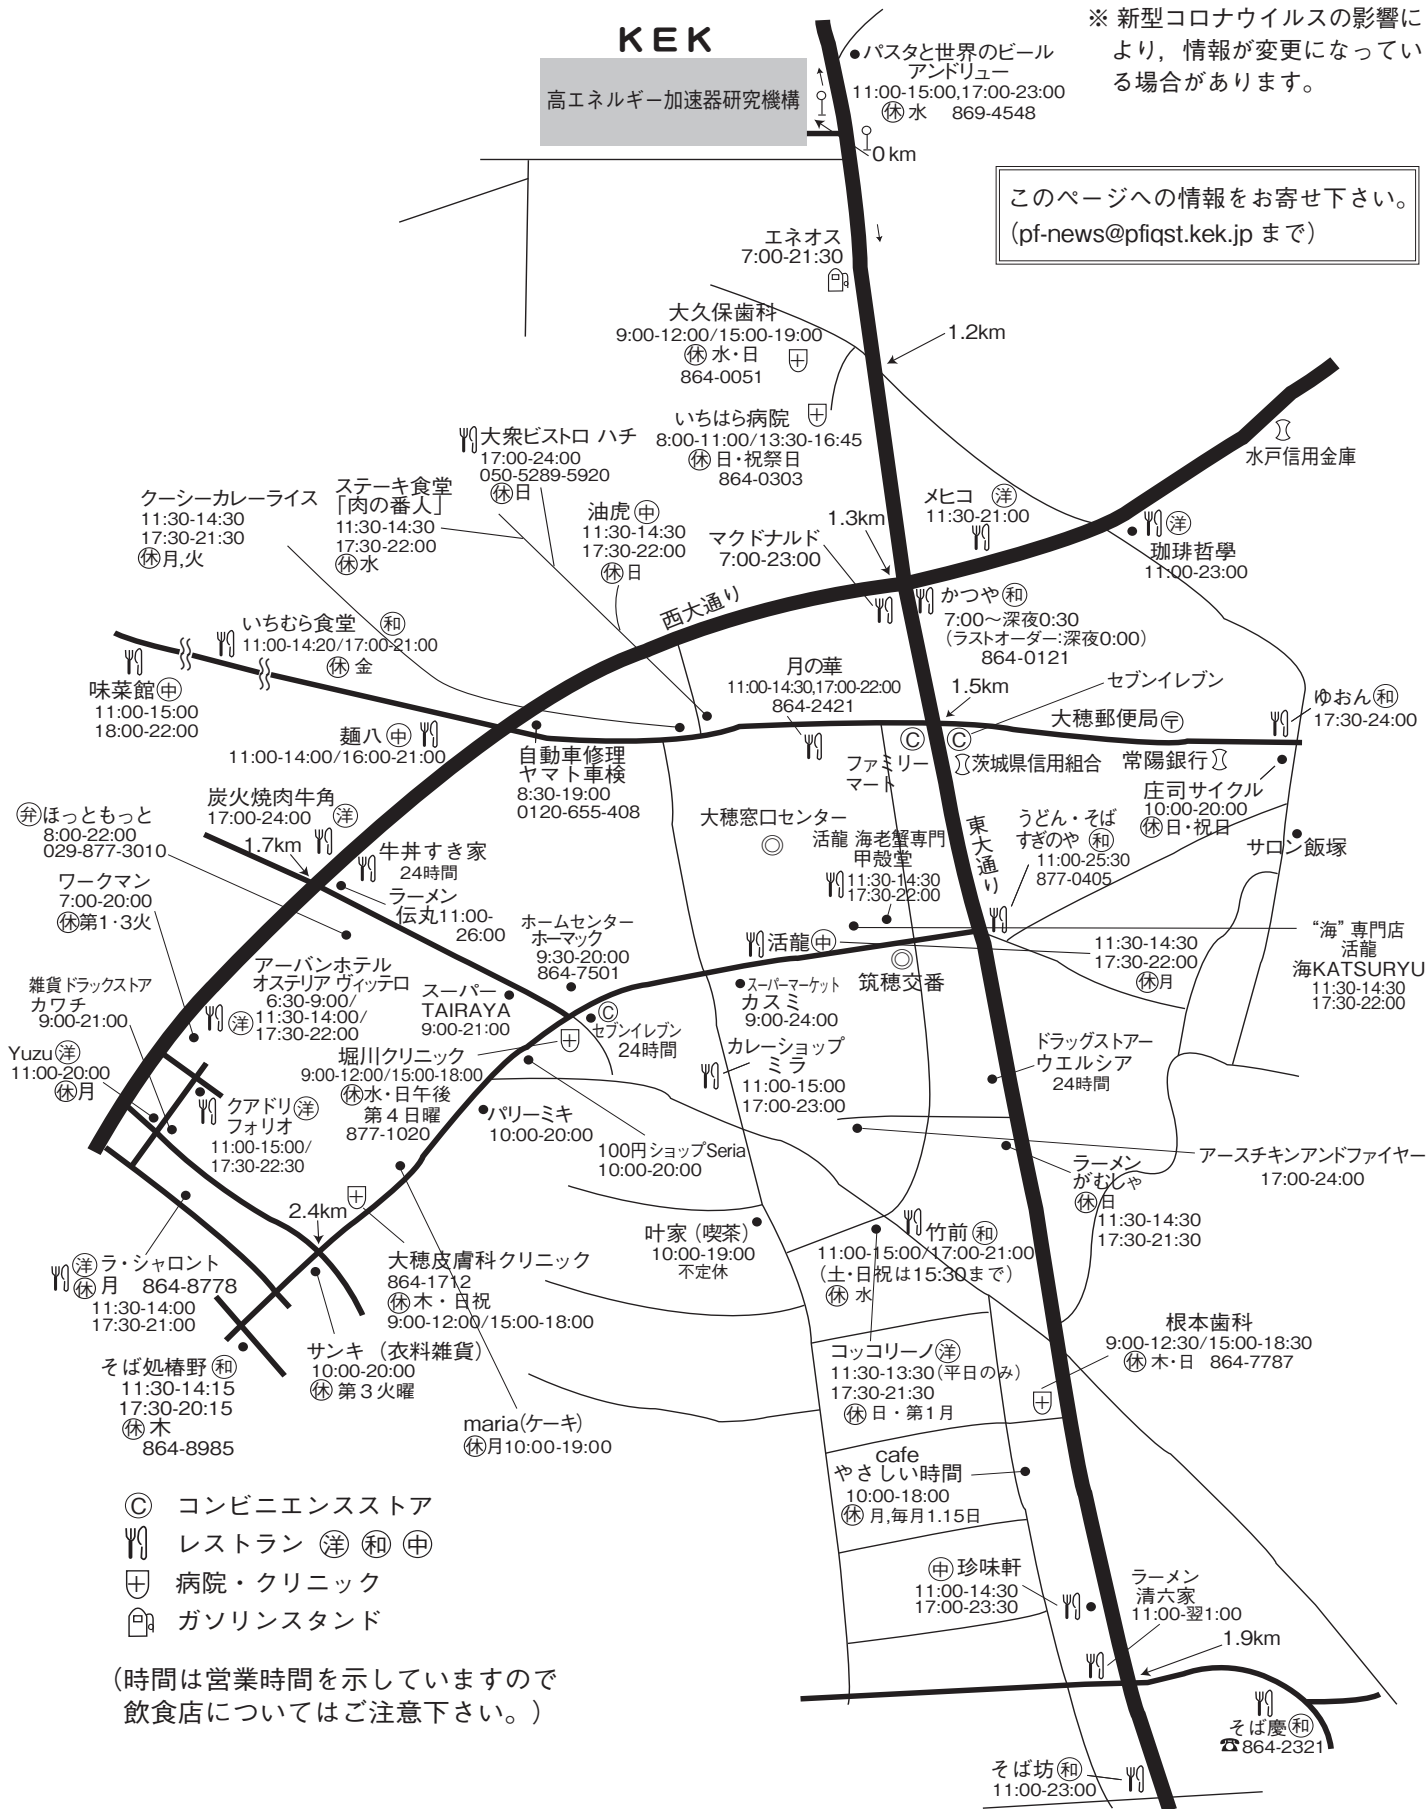 KEK
高エネルギー加速器研究機構
※ 新型コロナウイルスの影響に
より，情報が変更になってい
る場合があります。
パスタと世界のビール
アンドリュー
11:00-15:00,17:00-23:00
休 水 869-4548
0 km
このページへの情報をお寄せ下さい。
(pf-news@pfiqst.kek.jp まで)
エネオス
7:00-21:30
大久保歯科
9:00-12:00/15:00-19:00
休 水・日
864-0051
1.2km
いちはら病院
8:00-11:00/13:30-16:45
休 日・祝祭日
864-0303
大衆ビストロ ハチ
17:00-24:00
050-5289-5920
休日
水戸信用金庫
クーシーカレーライス
11:30-14:30
17:30-21:30
休月,火
ステーキ食堂
「肉の番人」
11:30-14:30
17:30-22:00
休水
油虎 中
11:30-14:30
17:30-22:00
休日
マクドナルド
7:00-23:00
1.3km
メヒコ 洋
11:30-21:00
洋
珈琲哲學
11:00-23:00
西大通り
かつや 和
7:00～深夜0:30
（ラストオーダー:深夜0:00）
864-0121
いちむら食堂 和
11:00-14:20/17:00-21:00
休 金
味菜館 中
11:00-15:00
18:00-22:00
月の華
11:00-14:30,17:00-22:00
864-2421
1.5km
セブンイレブン
大穂郵便局 〒
ゆおん 和
17:30-24:00
麺八 中
11:00-14:00/16:00-21:00
自動車修理
ヤマト車検
8:30-19:00
0120-655-408
C
C
ファミリー
マート
茨城県信用組合
常陽銀行
庄司サイクル
10:00-20:00
休日・祝日
サロン飯塚
炭火焼肉牛角
17:00-24:00 洋
1.7km
弁ほっともっと
8:00-22:00
029-877-3010
牛丼すき家
24時間
ラーメン
伝丸11:00-
26:00
大穂窓口センター
活龍 海老蟹専門
甲殻堂
11:30-14:30
17:30-22:00
東大通り
うどん・そば
すぎのや 和
11:00-25:30
877-0405
ワークマン
7:00-20:00
休第1・3火
ホームセンター
ホーマック
9:30-20:00
864-7501
活龍 中
11:30-14:30
17:30-22:00
休月
“海” 専門店
活龍
海KATSURYU
11:30-14:30
17:30-22:00
筑穂交番
雑貨 ドラックストア
カワチ
9:00-21:00
アーバンホテル
オステリア ヴィッテロ
6:30-9:00/
11:30-14:00/
17:30-22:00
洋
スーパー
TAIRAYA
9:00-21:00
C
セブンイレブン
24時間
スーパーマーケット
カスミ
9:00-24:00
Yuzu 洋
11:00-20:00
休月
堀川クリニック
9:00-12:00/15:00-18:00
休水・日午後
第４日曜
877-1020
カレーショップ
ミラ
11:00-15:00
17:00-23:00
ドラッグストアー
ウエルシア
24時間
クアドリ 洋
フォリオ
11:00-15:00/
17:30-22:30
パリーミキ
10:00-20:00
100円ショップSeria
10:00-20:00
アースチキンアンドファイヤー
17:00-24:00
ラーメン
がむしゃ
休日
11:30-14:30
17:30-21:30
2.4km
洋 ラ・シャロント
休 月 864-8778
11:30-14:00
17:30-21:00
大穂皮膚科クリニック
864-1712
休 木・日祝
9:00-12:00/15:00-18:00
叶家（喫茶）
10:00-19:00
不定休
竹前 和
11:00-15:00/17:00-21:00
（土・日祝は15:30まで）
休 水
そば処椿野 和
11:30-14:15
17:30-20:15
休 木
864-8985
サンキ （衣料雑貨）
10:00-20:00
休 第３火曜
maria(ケーキ)
休月10:00-19:00
コッコリーノ 洋
11:30-13:30（平日のみ）
17:30-21:30
休 日・第1月
根本歯科
9:00-12:30/15:00-18:30
休 木・日 864-7787
cafe
やさしい時間
10:00-18:00
休 月,毎月1.15日
中 珍味軒
11:00-14:30
17:00-23:30
ラーメン
清六家
11:00-翌1:00
1.9km
そば慶 和
☎864-2321
そば坊 和
11:00-23:00
C コンビニエンスストア
レストラン 洋 和 中
病院・クリニック
ガソリンスタンド
（時間は営業時間を示していますので
飲食店についてはご注意下さい。）